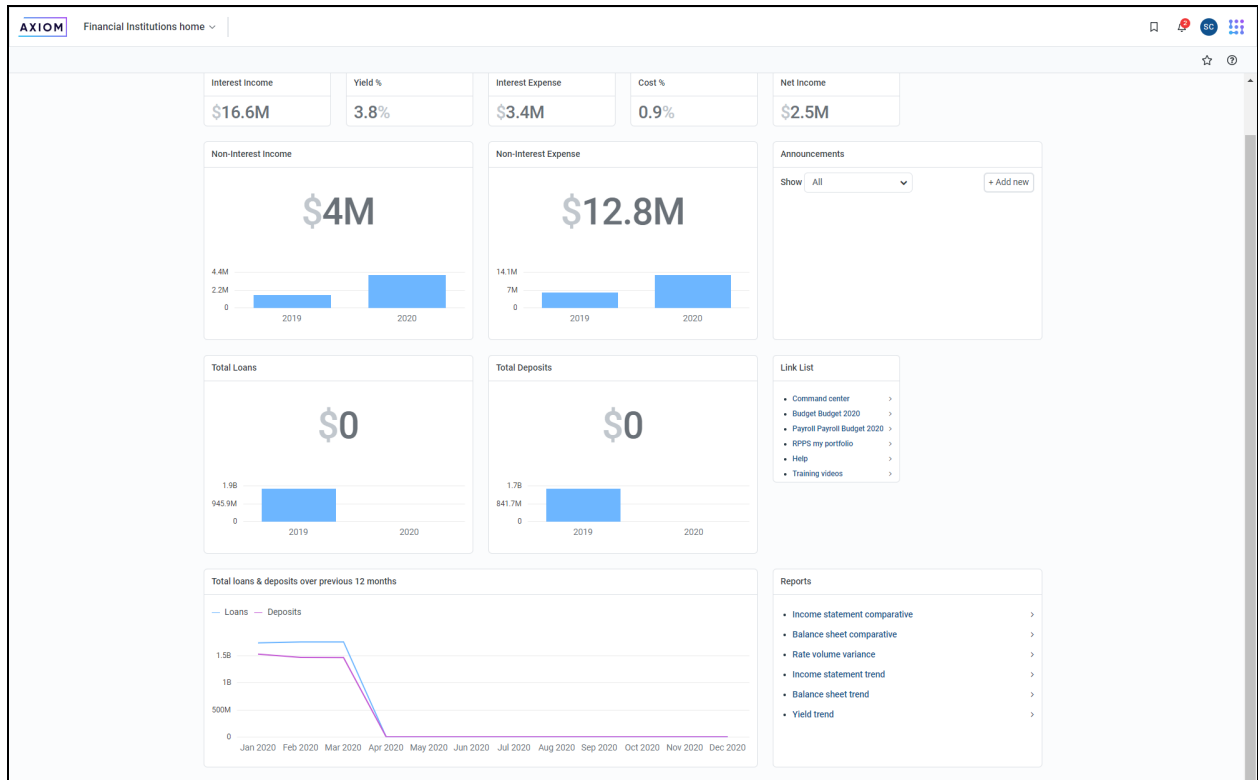 AXIOM Financial Institutions home
2 SC
Interest Income
$16.6M
Yield %
3.8%
Interest Expense
$3.4M
Cost %
0.9%
Net Income
$2.5M
Non-Interest Income
$4M
4.4M
2.2M
0
2019 2020
Non-Interest Expense
$12.8M
14.1M
7M
0
2019 2020
Announcements
Show All + Add new
Total Loans
$0
1.9B
945.9M
0
2019 2020
Total Deposits
$0
1.7B
841.7M
0
2019 2020
Link List
• Command center
• Budget Budget 2020
• Payroll Payroll Budget 2020
• RPPS my portfolio
• Help
• Training videos
Total loans & deposits over previous 12 months
Loans Deposits
1.5B
1B
500M
0
Jan 2020 Feb 2020 Mar 2020 Apr 2020 May 2020 Jun 2020 Jul 2020 Aug 2020 Sep 2020 Oct 2020 Nov 2020 Dec 2020
Reports
• Income statement comparative
• Balance sheet comparative
• Rate volume variance
• Income statement trend
• Balance sheet trend
• Yield trend